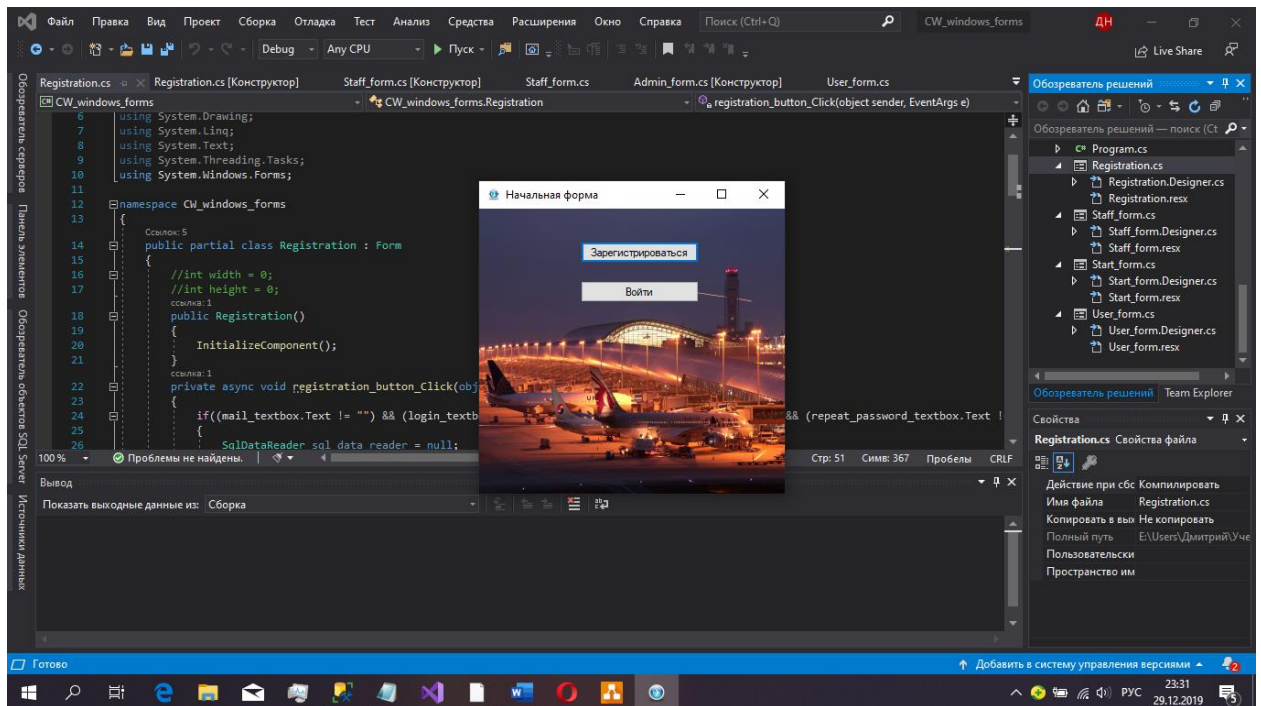 Файл Правка Вид Проект Сборка Отладка Тест Анализ Средства Расширения Окно Справка Поиск (Ctrl+Q) CW_windows_forms ДН
Debug Any CPU Пуск Live Share
Registration.cs Registration.cs [Конструктор] Staff_form.cs [Конструктор] Staff_form.cs Admin_form.cs [Конструктор] User_form.cs
CW_windows_forms CW_windows_forms.Registration registration_button_Click(object sender, EventArgs e)
6 using System.Drawing;
7 using System.Linq;
8 using System.Text;
9 using System.Threading.Tasks;
10 using System.Windows.Forms;
11
12 namespace CW_windows_forms
13 {
Ссылок: 5
14 public partial class Registration : Form
15 {
16 //int width = 0;
17 //int height = 0;
ссылка: 1
18 public Registration()
19 {
20 InitializeComponent();
21 }
ссылка: 1
22 private async void registration_button_Click(obj
23 {
24 if((mail_textbox.Text != "") && (login_textb && (repeat_password_textbox.Text !
25 {
26 SqlDataReader sql_data_reader = null;
100 % Проблемы не найдены. Стр: 51 Симв: 367 Пробелы CRLF
Начальная форма
Зарегистрироваться
Войти
Вывод
Показать выходные данные из: Сборка
Обозреватель серверов
Панель элементов
Обозреватель объектов SQL Server
Источники данных
Обозреватель решений
Обозреватель решений — поиск (Ct
Program.cs
Registration.cs
Registration.Designer.cs
Registration.resx
Staff_form.cs
Staff_form.Designer.cs
Staff_form.resx
Start_form.cs
Start_form.Designer.cs
Start_form.resx
User_form.cs
User_form.Designer.cs
User_form.resx
Обозреватель решений Team Explorer
Свойства
Registration.cs Свойства файла
Действие при сбс Компилировать
Имя файла Registration.cs
Копировать в вых Не копировать
Полный путь E:\Users\Дмитрий\Уче
Пользовательски
Пространство им
Готово Добавить в систему управления версиями 2
РУС 23:31
29.12.2019 5